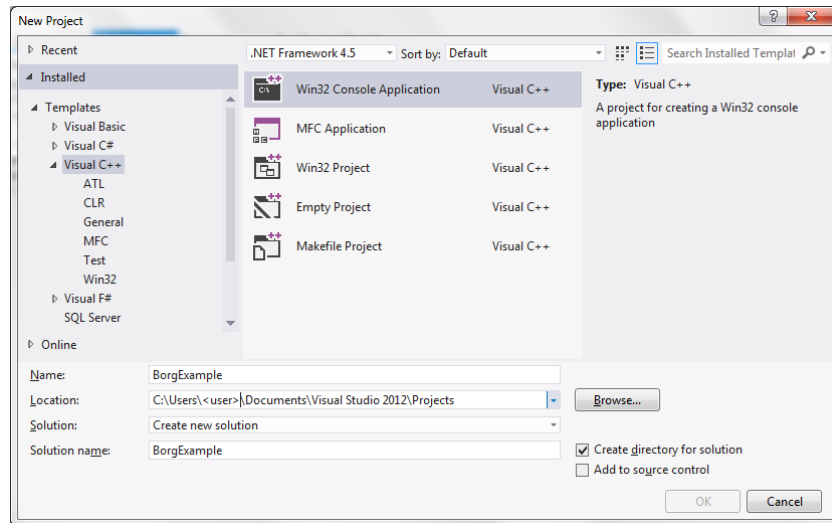 New Project
Recent
.NET Framework 4.5 Sort by: Default Search Installed Templat
Installed
Templates
Visual Basic
Visual C#
Visual C++
ATL
CLR
General
MFC
Test
Win32
Visual F#
SQL Server
Online
Win32 Console Application Visual C++
MFC Application Visual C++
Win32 Project Visual C++
Empty Project Visual C++
Makefile Project Visual C++
Type: Visual C++
A project for creating a Win32 console
application
Name: BorgExample
Location: C:\Users\<user>\Documents\Visual Studio 2012\Projects Browse...
Solution: Create new solution
Solution name: BorgExample
Create directory for solution
Add to source control
OK Cancel